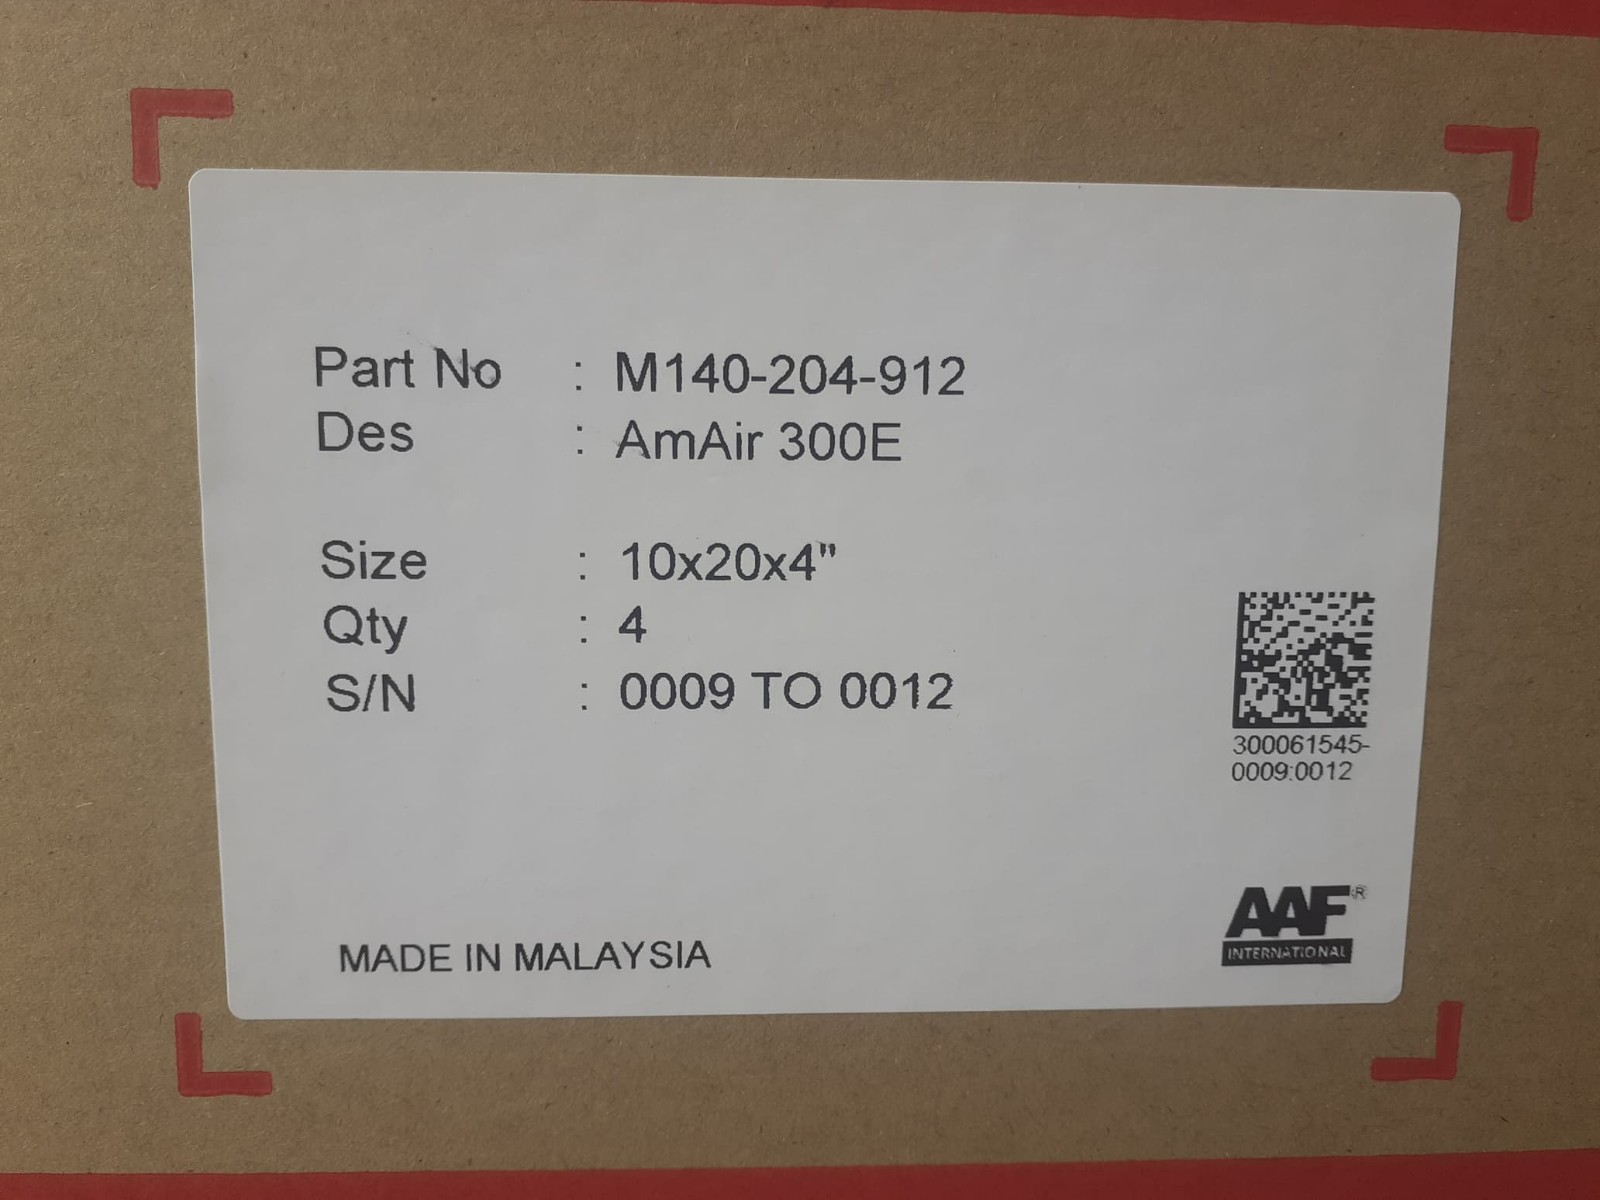 Part No : M140-204-912
Des : AmAir 300E
Size : 10x20x4"
Qty : 4
S/N : 0009 TO 0012
300061545-
0009:0012
AAF®
INTERNATIONAL
MADE IN MALAYSIA